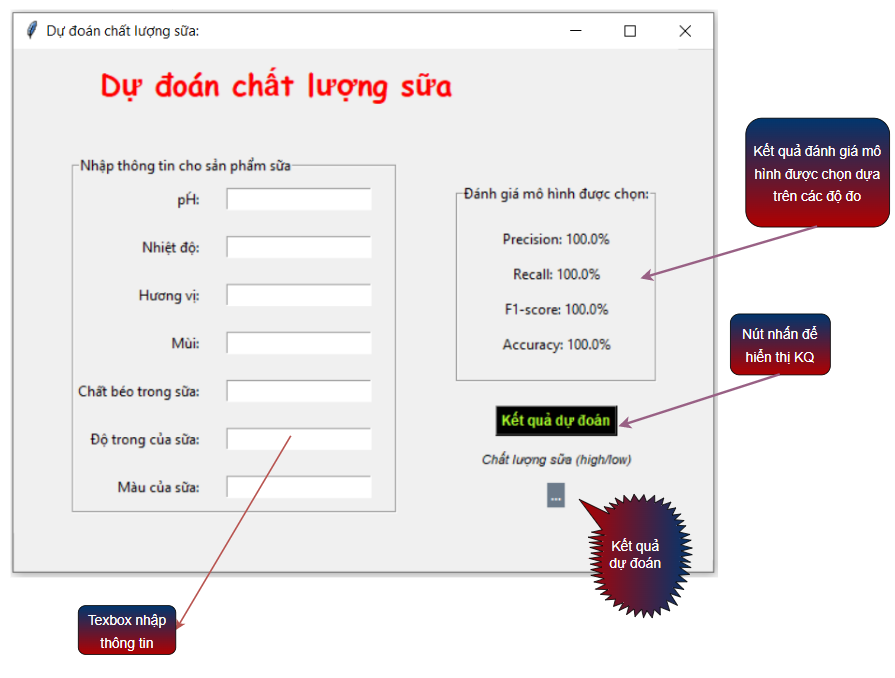 Dự đoán chất lượng sữa:
Dự đoán chất lượng sữa
Nhập thông tin cho sản phẩm sữa
pH:
Nhiệt độ:
Hương vị:
Mùi:
Chất béo trong sữa:
Độ trong của sữa:
Màu của sữa:
Đánh giá mô hình được chọn:
Precision: 100.0%
Recall: 100.0%
F1-score: 100.0%
Accuracy: 100.0%
Kết quả dự đoán
Chất lượng sữa (high/low)
...
Kết quả đánh giá mô
hình được chọn dựa
trên các độ đo
Nút nhấn để
hiển thị KQ
Kết quả
dự đoán
Texbox nhập
thông tin